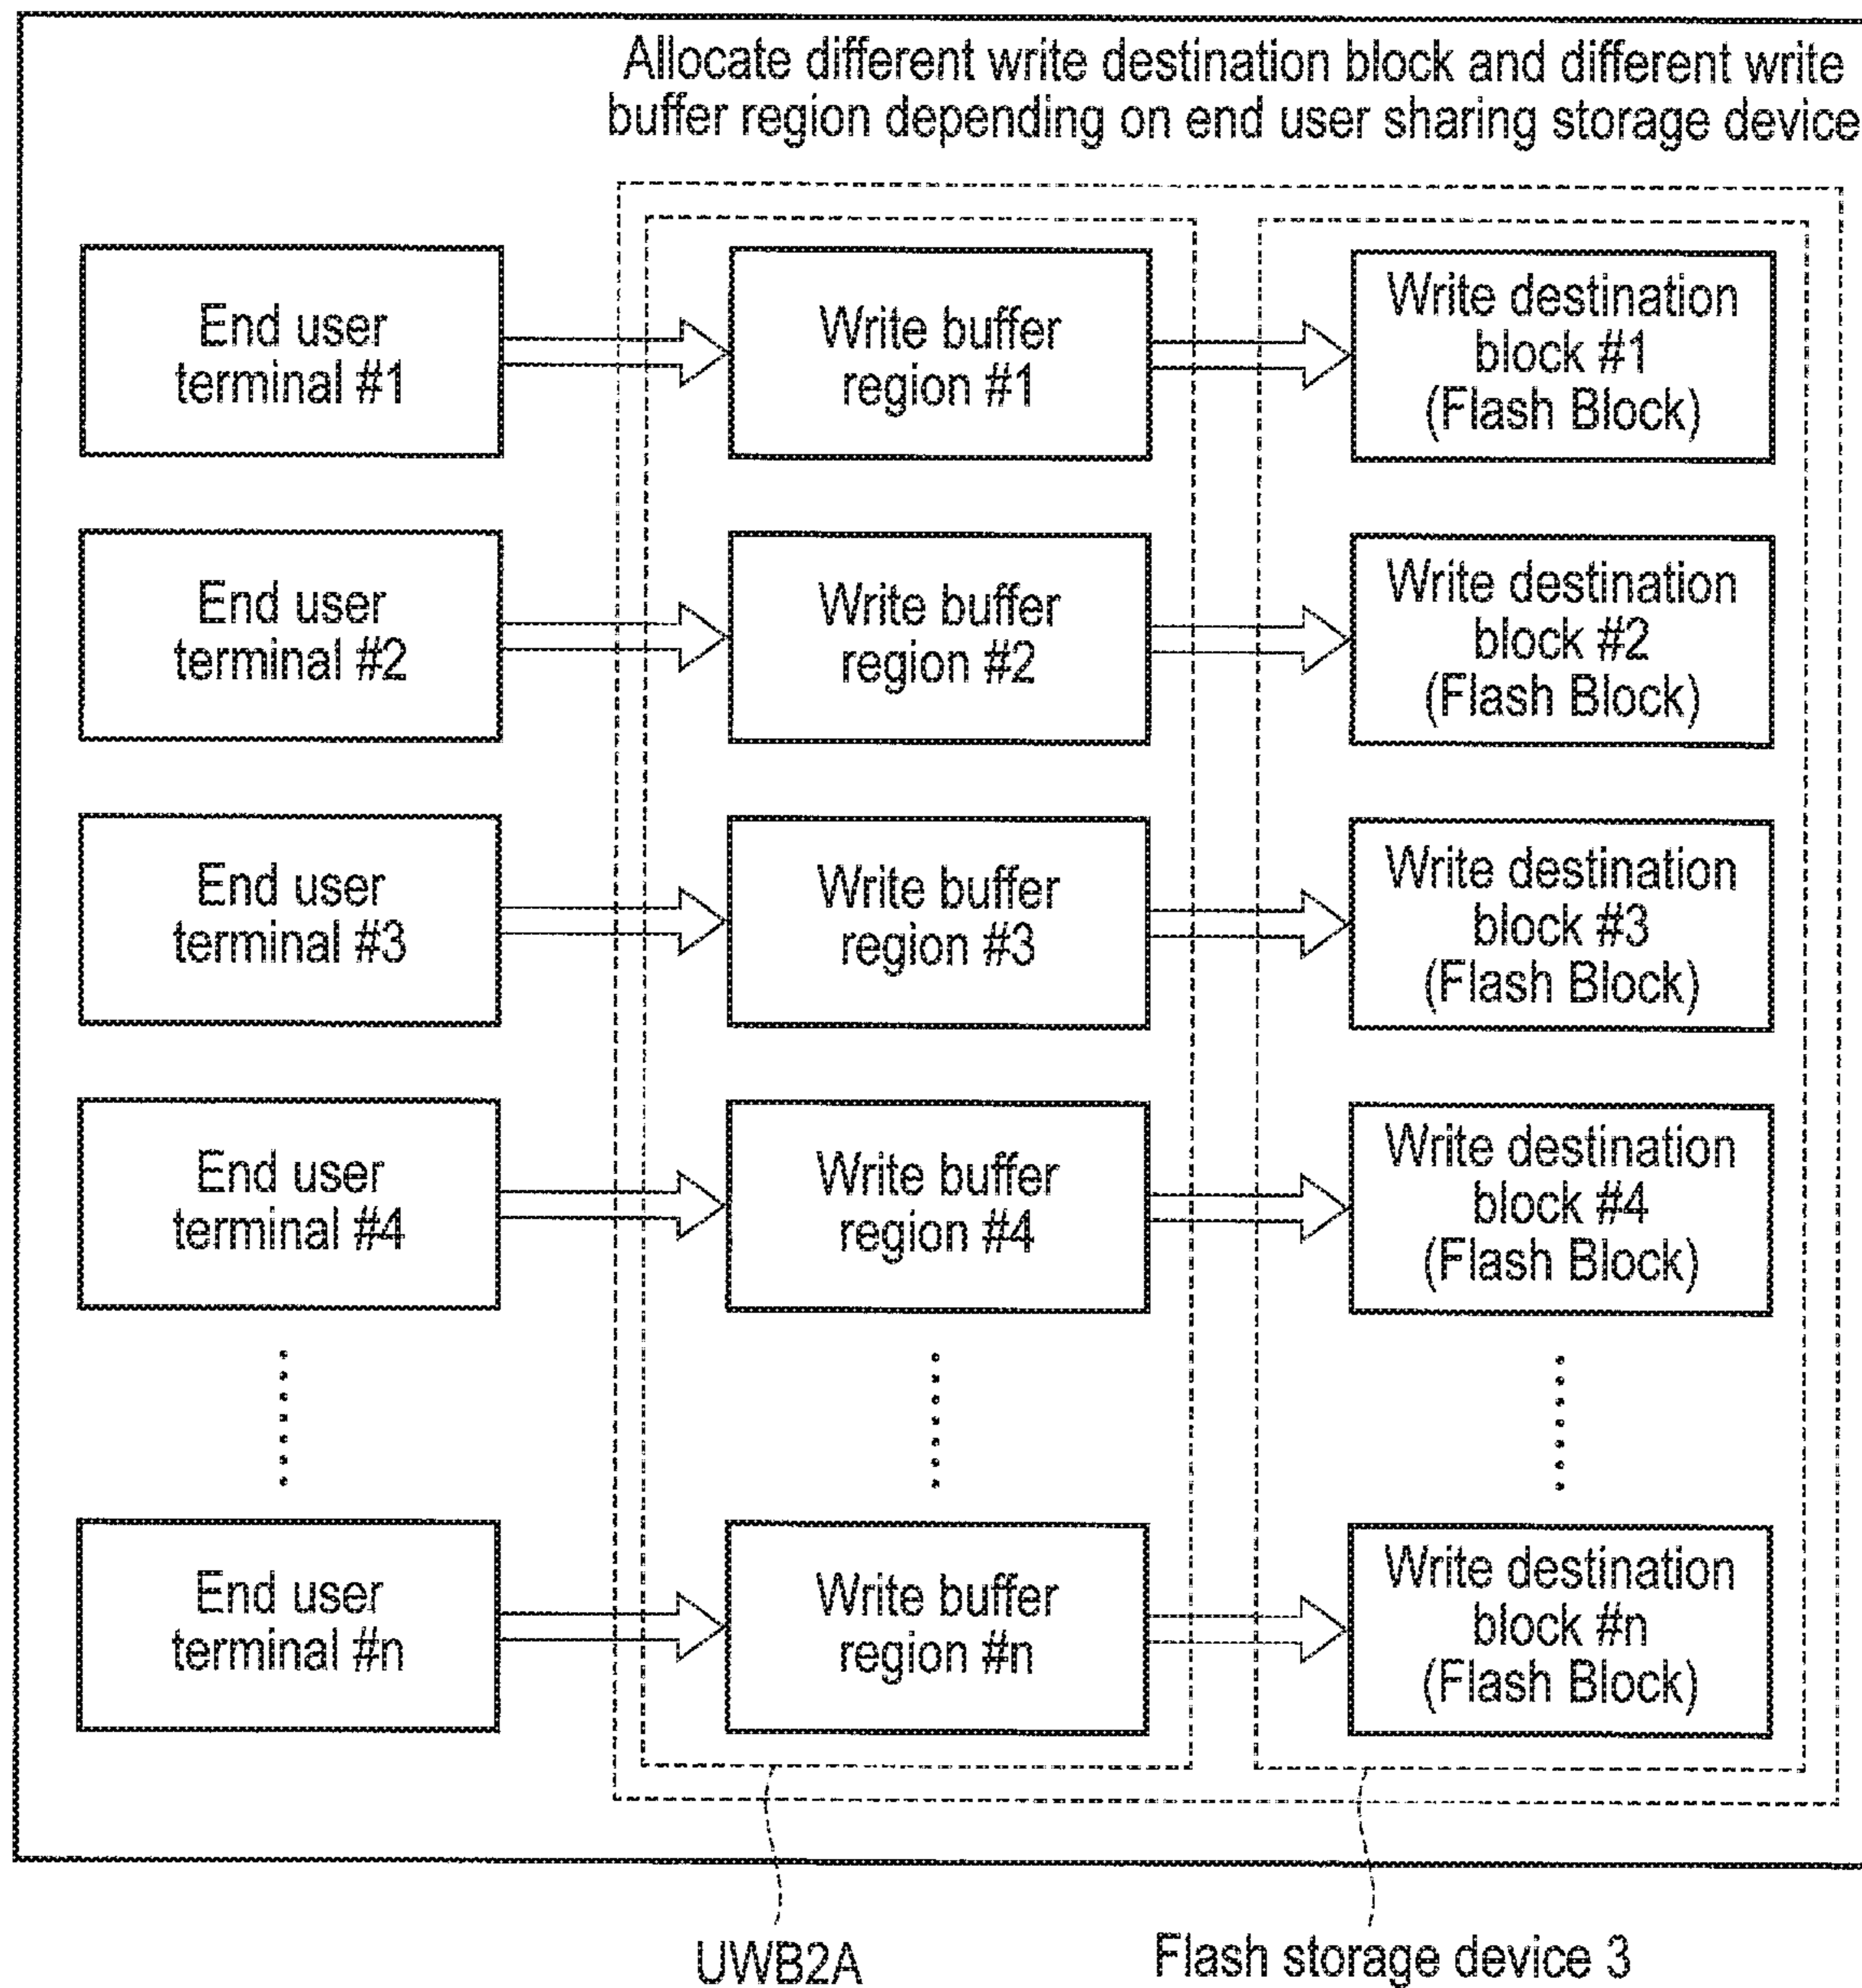 Allocate different write destination block and different write
buffer region depending on end user sharing storage device
End user
terminal #1
Write buffer
region #1
Write destination
block #1
(Flash Block)
End user
terminal #2
Write buffer
region #2
Write destination
block #2
(Flash Block)
End user
terminal #3
Write buffer
region #3
Write destination
block #3
(Flash Block)
End user
terminal #4
Write buffer
region #4
Write destination
block #4
(Flash Block)
End user
terminal #n
Write buffer
region #n
Write destination
block #n
(Flash Block)
UWB2A
Flash storage device 3